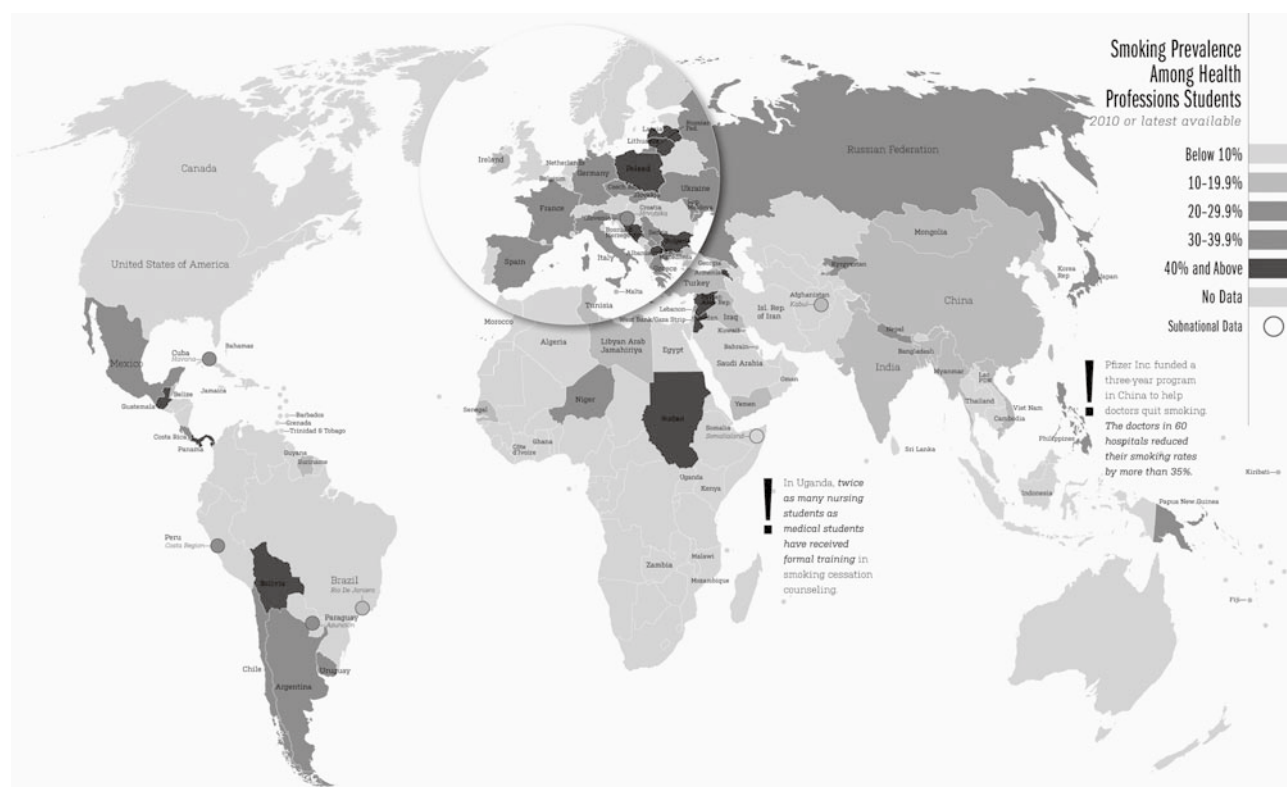 Smoking Prevalence
Among Health
Professions Students
2010 or latest available
Below 10%
10-19.9%
20-29.9%
30-39.9%
40% and Above
No Data
Subnational Data
Canada
United States of America
Mexico
Cuba
Havana
Bahamas
Jamaica
Belize
Guatemala
Barbados
Grenada
Trinidad & Tobago
Costa Rica
Panama
Guyana
Suriname
Peru
Costa Region
Bolivia
Brazil
Rio De Janeiro
Paraguay
Asunción
Chile
Argentina
Uruguay
Ireland
Netherlands
Belgium
Germany
Poland
Lithuania
Russian
Fed.
Czech Rep.
Slovakia
Ukraine
Moldova
France
Slovenia
Croatia
Bosnia &
Serbia
Bulgaria
Albania
Italy
Greece
Spain
Malta
Tunisia
Russian Federation
Mongolia
Kyrgyzstan
Georgia
Armenia
Turkey
Lebanon
West Bank/Gaza Strip
Iraq
Isl. Rep.
of Iran
Afghanistan
Kabul
Kuwait
Bahrain
Saudi Arabia
Oman
Yemen
China
Korea
Rep.
Japan
Nepal
Bangladesh
India
Myanmar
Lao
PDR
Thailand
Viet Nam
Cambodia
Philippines
Sri Lanka
Indonesia
Papua New Guinea
Kiribati
Fiji
Morocco
Algeria
Libyan Arab
Jamahiriya
Egypt
Senegal
Niger
Sudan
Ghana
Côte
d'Ivoire
Somalia
Somaliland
Uganda
Kenya
Malawi
Zambia
Mozambique
! Pfizer Inc. funded a
three-year program
in China to help
doctors quit smoking.
The doctors in 60
hospitals reduced
their smoking rates
by more than 35%.
! In Uganda, twice
as many nursing
students as
medical students
have received
formal training in
smoking cessation
counseling.